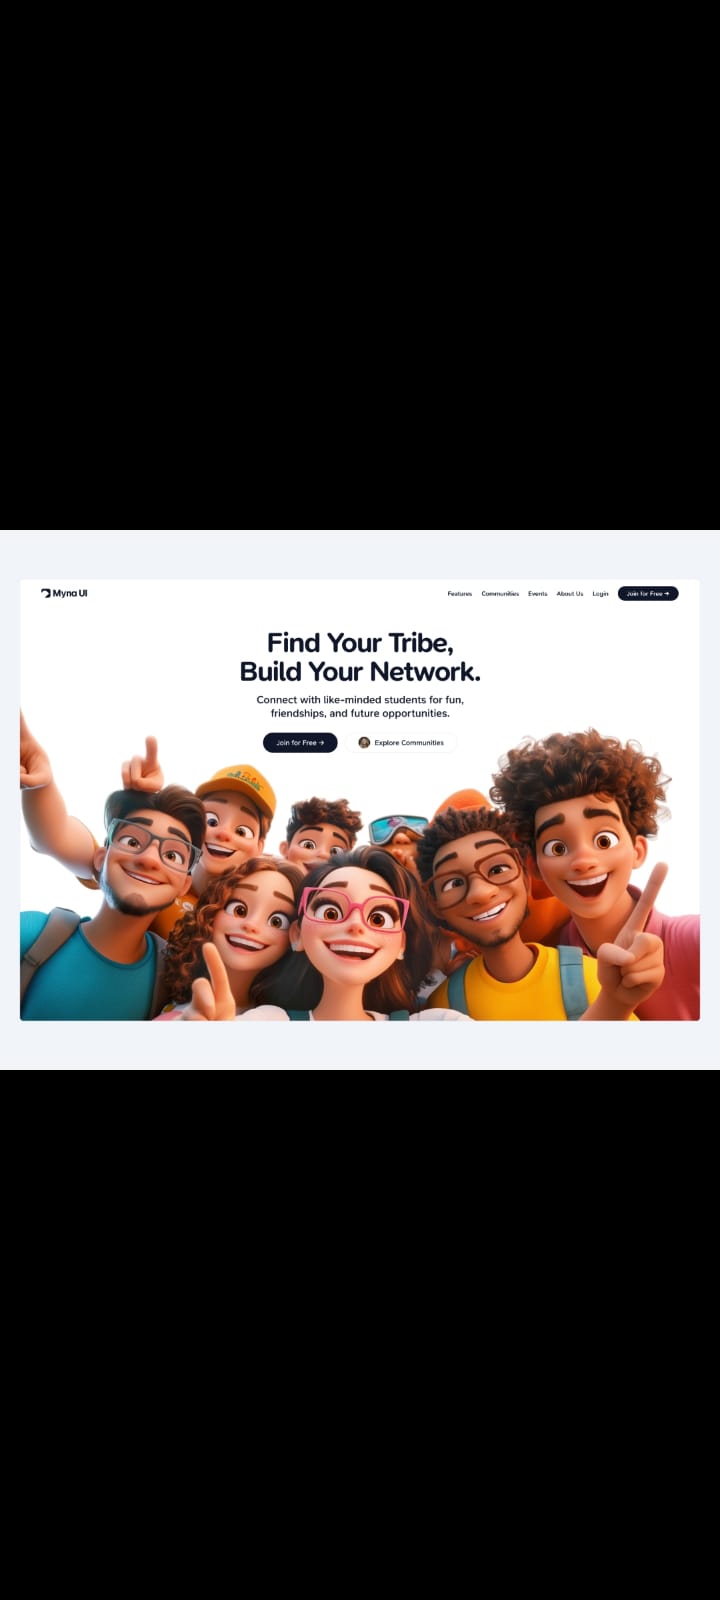 Myna UI
Features Communities Events About Us Login Join for Free →
Find Your Tribe,
Build Your Network.
Connect with like-minded students for fun,
friendships, and future opportunities.
Join for Free → Explore Communities